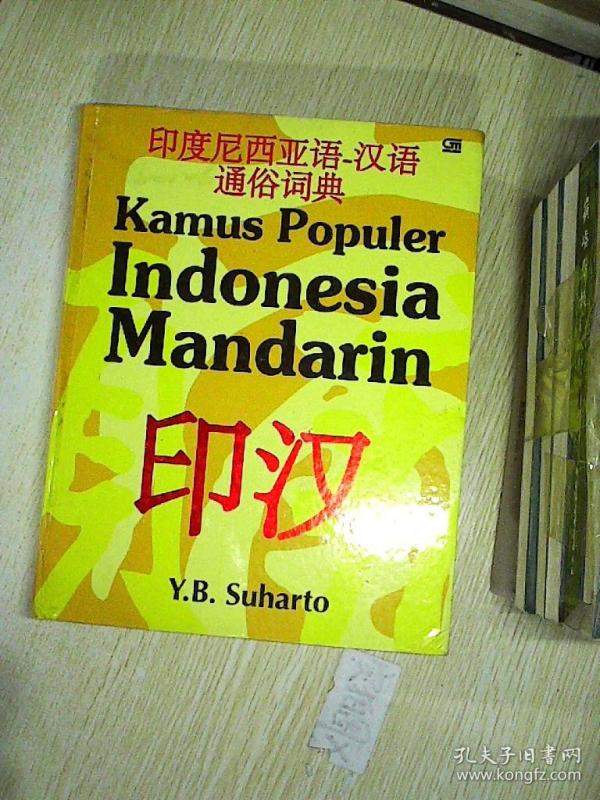 印度尼西亚语-汉语
通俗词典
GM
Kamus Populer
Indonesia
Mandarin
印汉
Y.B. Suharto
孔夫子旧书网
www.kongfz.com